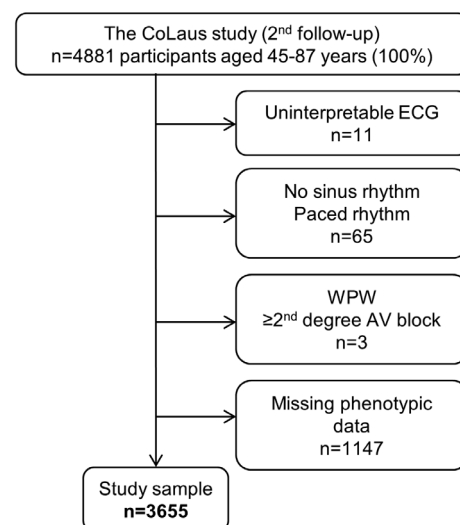 The CoLaus study (2nd follow-up)
n=4881 participants aged 45-87 years (100%)
Uninterpretable ECG
n=11
No sinus rhythm
Paced rhythm
n=65
WPW
≥2nd degree AV block
n=3
Missing phenotypic
data
n=1147
Study sample
n=3655